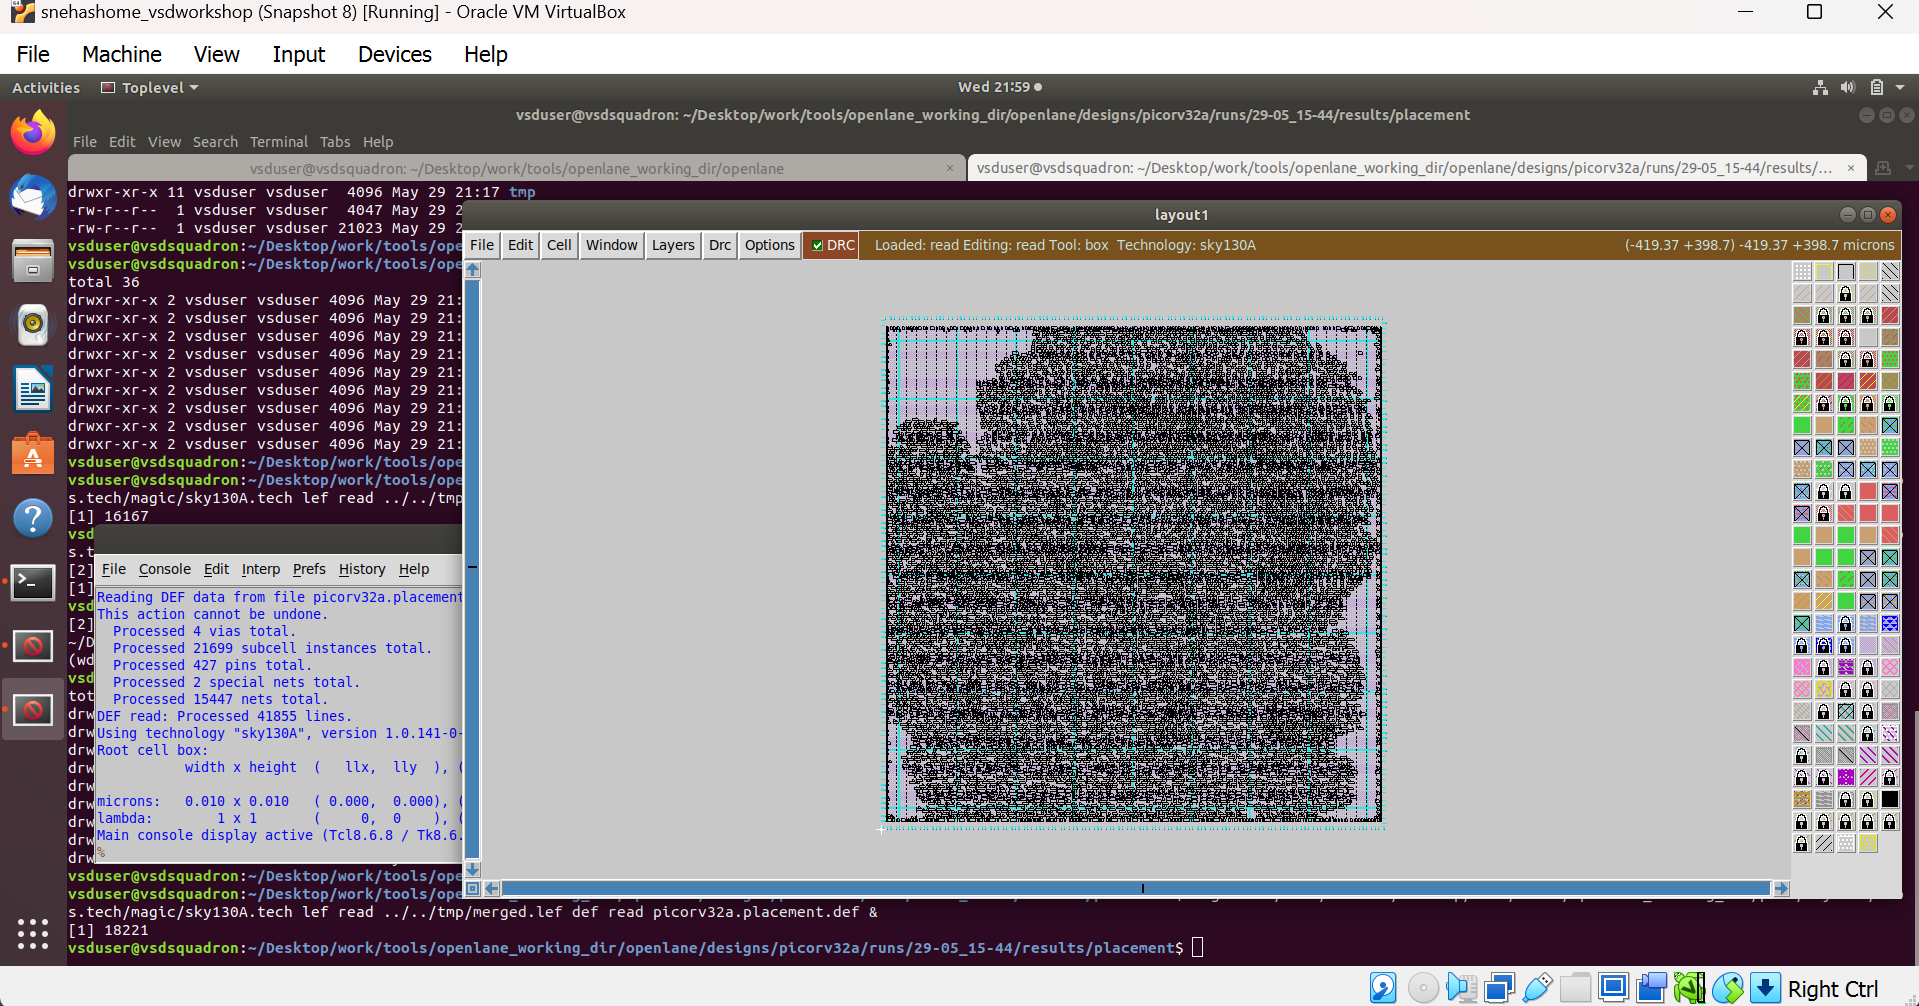 snehashome_vsdworkshop (Snapshot 8) [Running] - Oracle VM VirtualBox
File Machine View Input Devices Help
Activities Toplevel Wed 21:59
vsduser@vsdsquadron: ~/Desktop/work/tools/openlane_working_dir/openlane/designs/picorv32a/runs/29-05_15-44/results/placement
File Edit View Search Terminal Tabs Help
vsduser@vsdsquadron: ~/Desktop/work/tools/openlane_working_dir/openlane
vsduser@vsdsquadron: ~/Desktop/work/tools/openlane_working_dir/openlane/designs/picorv32a/runs/29-05_15-44/results/...
drwxr-xr-x 11 vsduser vsduser 4096 May 29 21:17 tmp
-rw-r--r-- 1 vsduser vsduser 4047 May 29 2
-rw-r--r-- 1 vsduser vsduser 21023 May 29 2
vsduser@vsdsquadron:~/Desktop/work/tools/ope
vsduser@vsdsquadron:~/Desktop/work/tools/ope
total 36
drwxr-xr-x 2 vsduser vsduser 4096 May 29 21:
drwxr-xr-x 2 vsduser vsduser 4096 May 29 21:
drwxr-xr-x 2 vsduser vsduser 4096 May 29 21:
drwxr-xr-x 2 vsduser vsduser 4096 May 29 21:
drwxr-xr-x 2 vsduser vsduser 4096 May 29 21:
drwxr-xr-x 2 vsduser vsduser 4096 May 29 21:
drwxr-xr-x 2 vsduser vsduser 4096 May 29 21:
drwxr-xr-x 2 vsduser vsduser 4096 May 29 21:
drwxr-xr-x 2 vsduser vsduser 4096 May 29 21:
vsduser@vsdsquadron:~/Desktop/work/tools/ope
vsduser@vsdsquadron:~/Desktop/work/tools/ope
s.tech/magic/sky130A.tech lef read ../../tmp
[1] 16167
vsd
s.t
[2]
[1]
vsd
[2]
~/D
(wd
vsd
tot
drw
drw
drw
drw
drw
drw
drw
drw
drw
layout1
File Edit Cell Window Layers Drc Options DRC Loaded: read Editing: read Tool: box Technology: sky130A (-419.37 +398.7) -419.37 +398.7 microns
File Console Edit Interp Prefs History Help
Reading DEF data from file picorv32a.placement
This action cannot be undone.
Processed 4 vias total.
Processed 21699 subcell instances total.
Processed 427 pins total.
Processed 2 special nets total.
Processed 15447 nets total.
DEF read: Processed 41855 lines.
Using technology "sky130A", version 1.0.141-0-
Root cell box:
width x height ( llx, lly ), (
microns: 0.010 x 0.010 ( 0.000, 0.000), (
lambda: 1 x 1 ( 0, 0 ), (
Main console display active (Tcl8.6.8 / Tk8.6.
%
vsduser@vsdsquadron:~/Desktop/work/tools/ope
vsduser@vsdsquadron:~/Desktop/work/tools/ope
s.tech/magic/sky130A.tech lef read ../../tmp/merged.lef def read picorv32a.placement.def &
[1] 18221
vsduser@vsdsquadron:~/Desktop/work/tools/openlane_working_dir/openlane/designs/picorv32a/runs/29-05_15-44/results/placement$
Right Ctrl